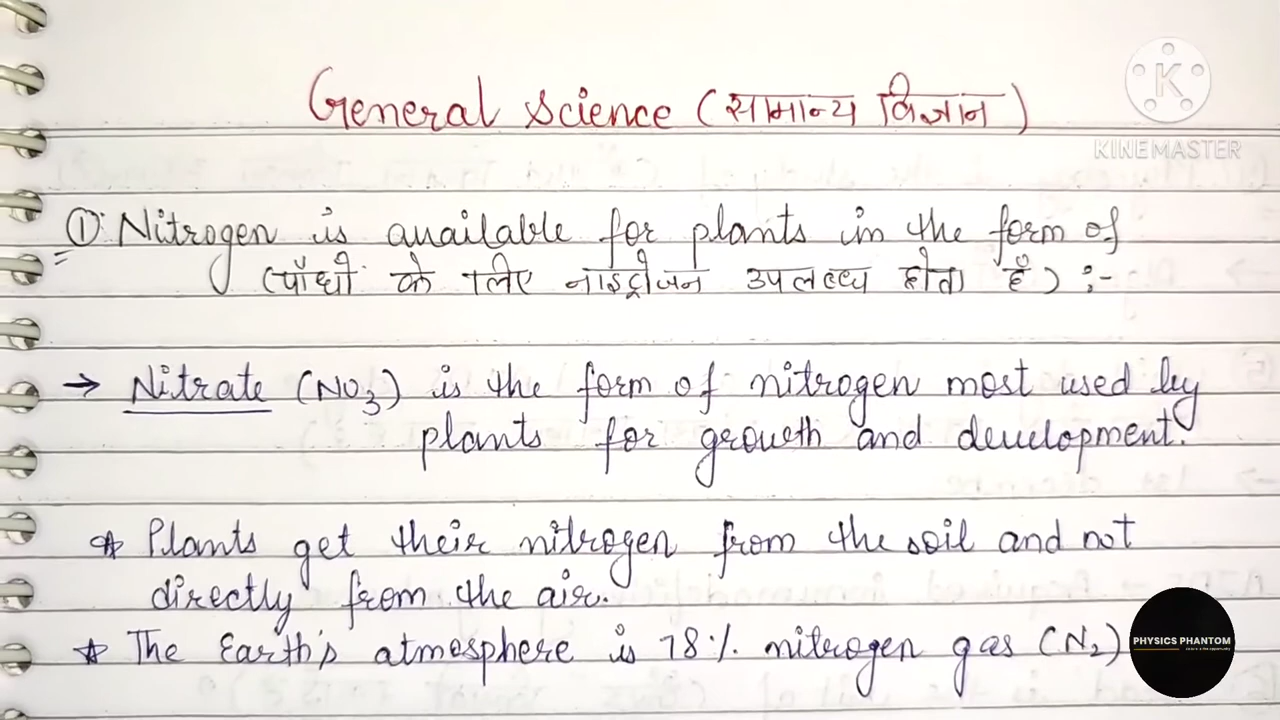 General Science (सामान्य विज्ञान)
KINEMASTER
① Nitrogen is available for plants in the form of
(पौधों के लिए नाइट्रोजन उपलब्ध होता है) :-
→ Nitrate (NO3) is the form of nitrogen most used by
plants for growth and development.
* Plants get their nitrogen from the soil and not
directly from the air.
* The Earth's atmosphere is 78% nitrogen gas (N2)
PHYSICS PHANTOM